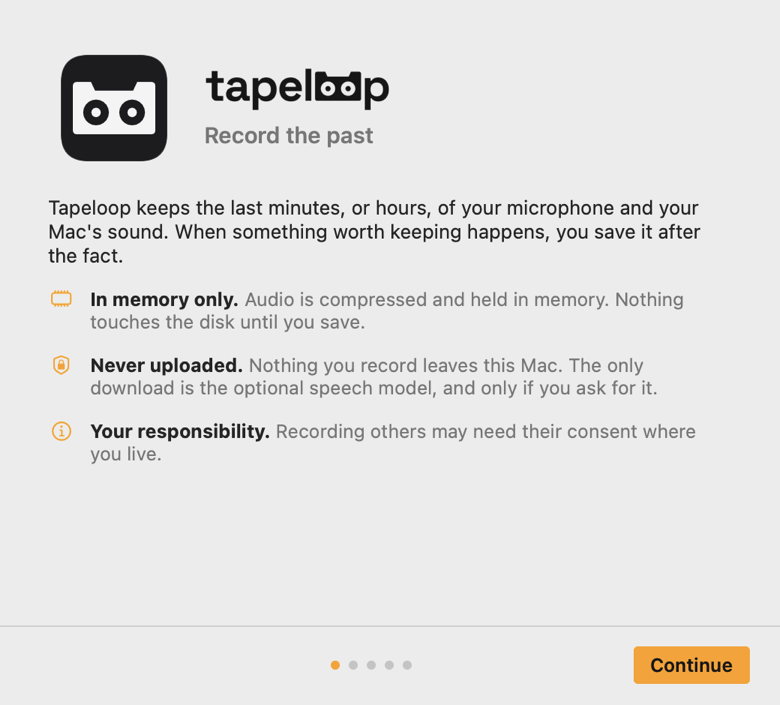 tapeloop
Record the past
Tapeloop keeps the last minutes, or hours, of your microphone and your
Mac's sound. When something worth keeping happens, you save it after
the fact.
In memory only. Audio is compressed and held in memory. Nothing
touches the disk until you save.
Never uploaded. Nothing you record leaves this Mac. The only
download is the optional speech model, and only if you ask for it.
Your responsibility. Recording others may need their consent where
you live.
Continue